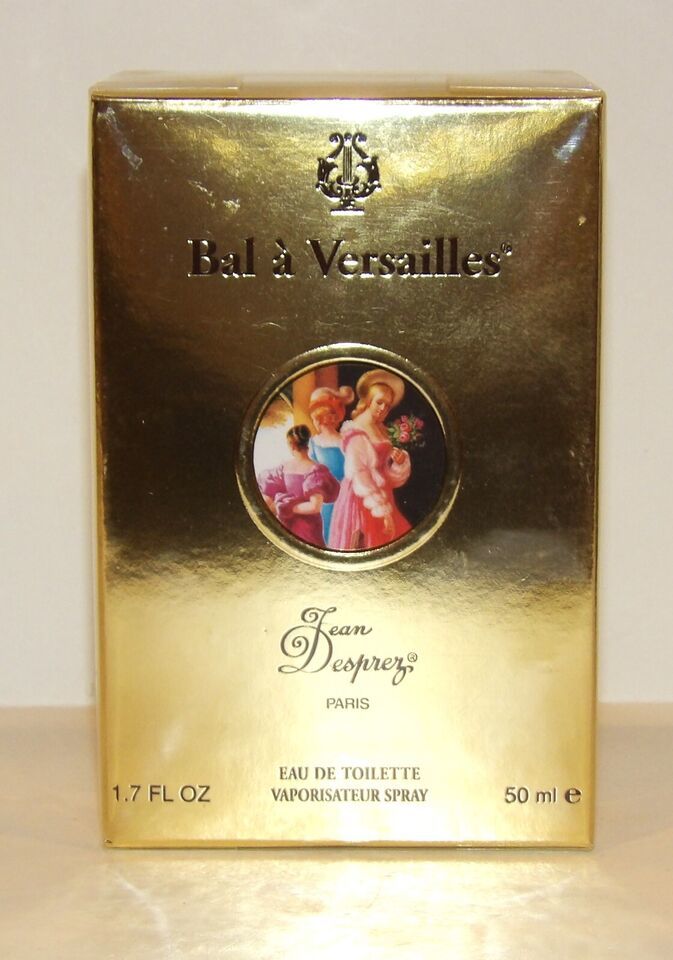 Bal à Versailles®
Jean
Desprez®
PARIS
EAU DE TOILETTE
1.7 FL OZ VAPORISATEUR SPRAY 50 ml ℮